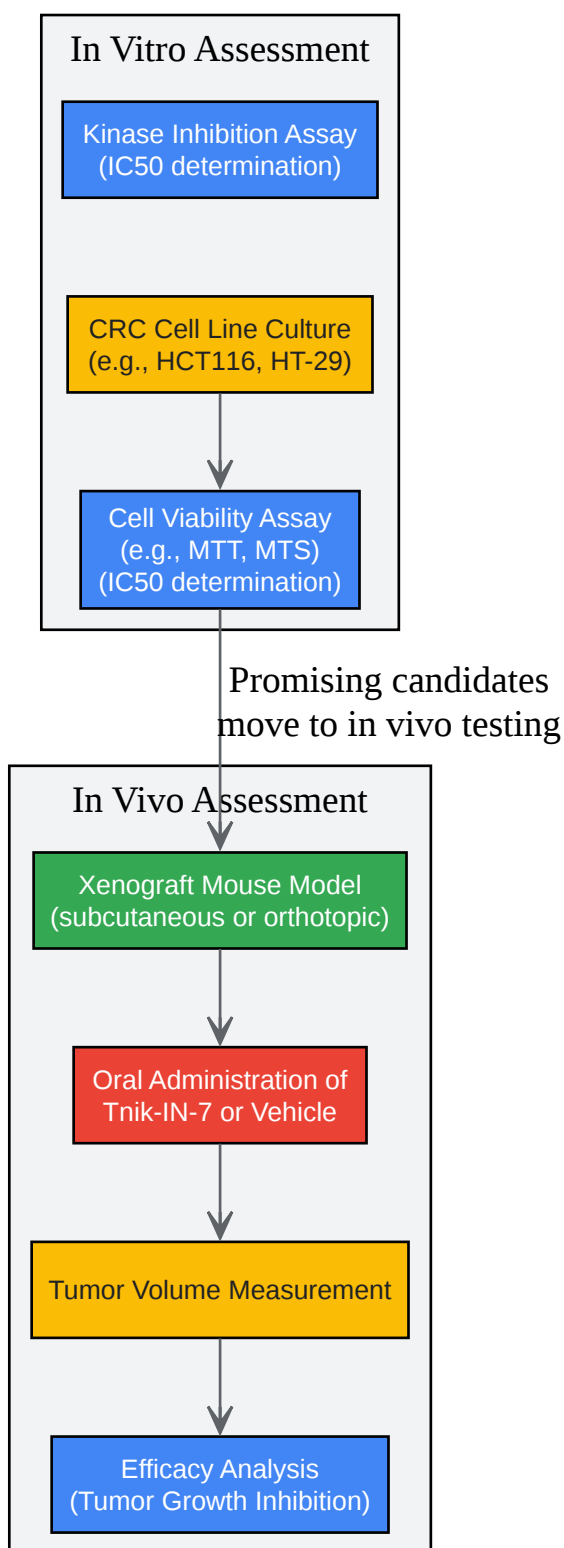 In Vitro Assessment
Kinase Inhibition Assay
(IC50 determination)
CRC Cell Line Culture
(e.g., HCT116, HT-29)
Cell Viability Assay
(e.g., MTT, MTS)
(IC50 determination)
Promising candidates
move to in vivo testing
In Vivo Assessment
Xenograft Mouse Model
(subcutaneous or orthotopic)
Oral Administration of
Tnik-IN-7 or Vehicle
Tumor Volume Measurement
Efficacy Analysis
(Tumor Growth Inhibition)